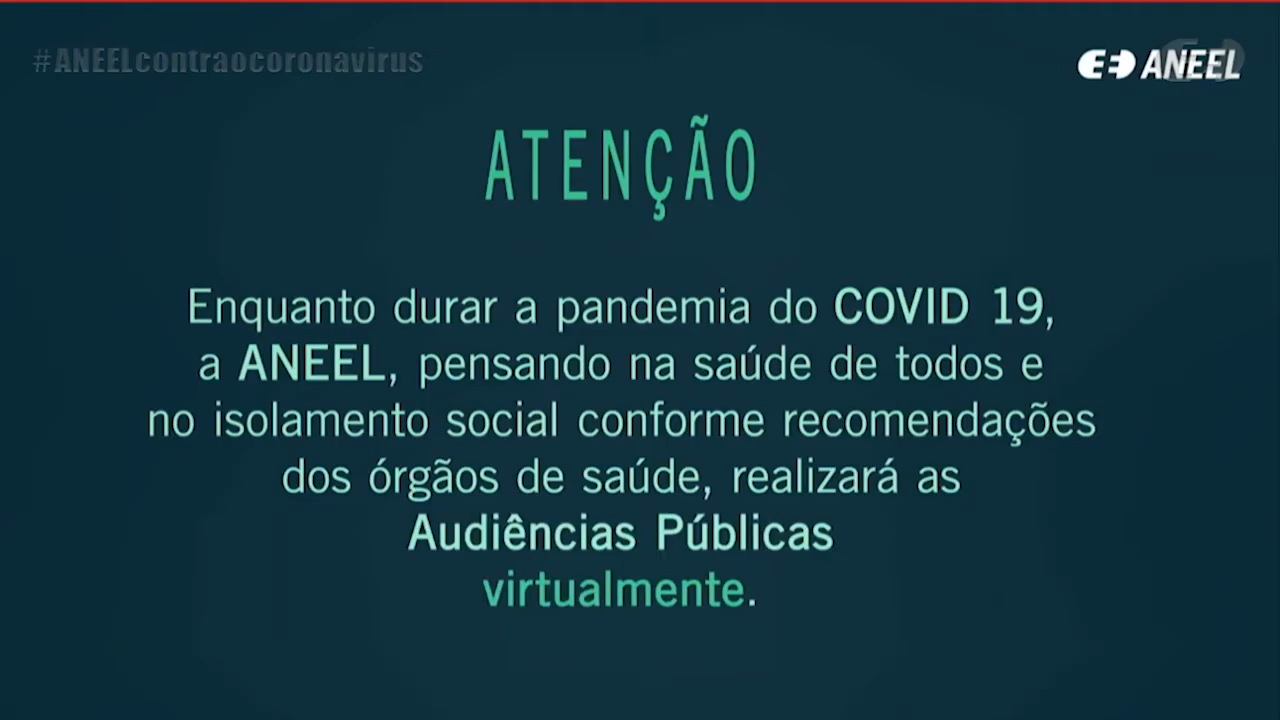 #ANEELcontraocoronavirus
ANEEL
ATENÇÃO
Enquanto durar a pandemia do COVID 19,
a ANEEL, pensando na saúde de todos e
no isolamento social conforme recomendações
dos órgãos de saúde, realizará as
Audiências Públicas
virtualmente.